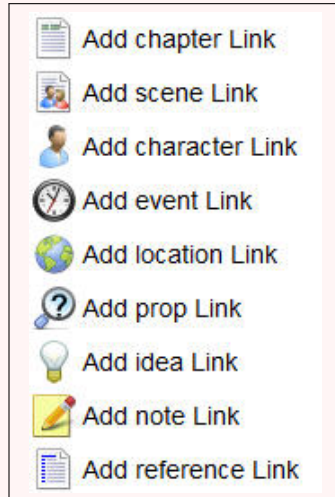 Add chapter Link
Add scene Link
Add character Link
Add event Link
Add location Link
Add prop Link
Add idea Link
Add note Link
Add reference Link